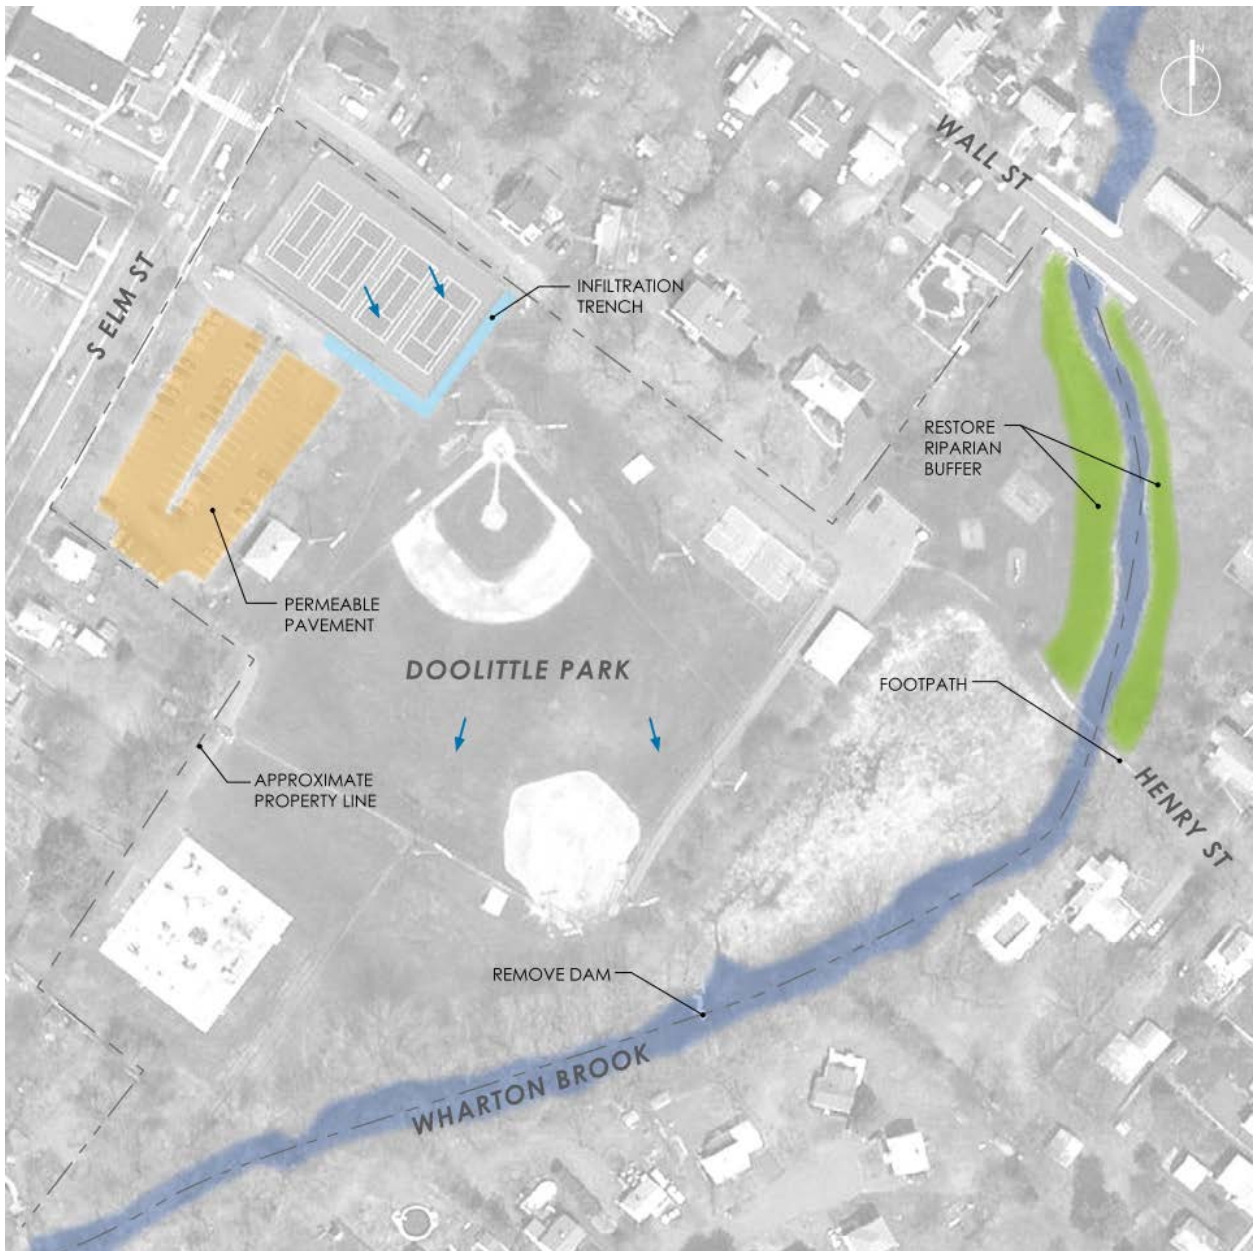 N
WALL ST
S ELM ST
INFILTRATION
TRENCH
RESTORE
RIPARIAN
BUFFER
PERMEABLE
PAVEMENT
DOOLITTLE PARK
FOOTPATH
APPROXIMATE
PROPERTY LINE
HENRY ST
REMOVE DAM
WHARTON BROOK